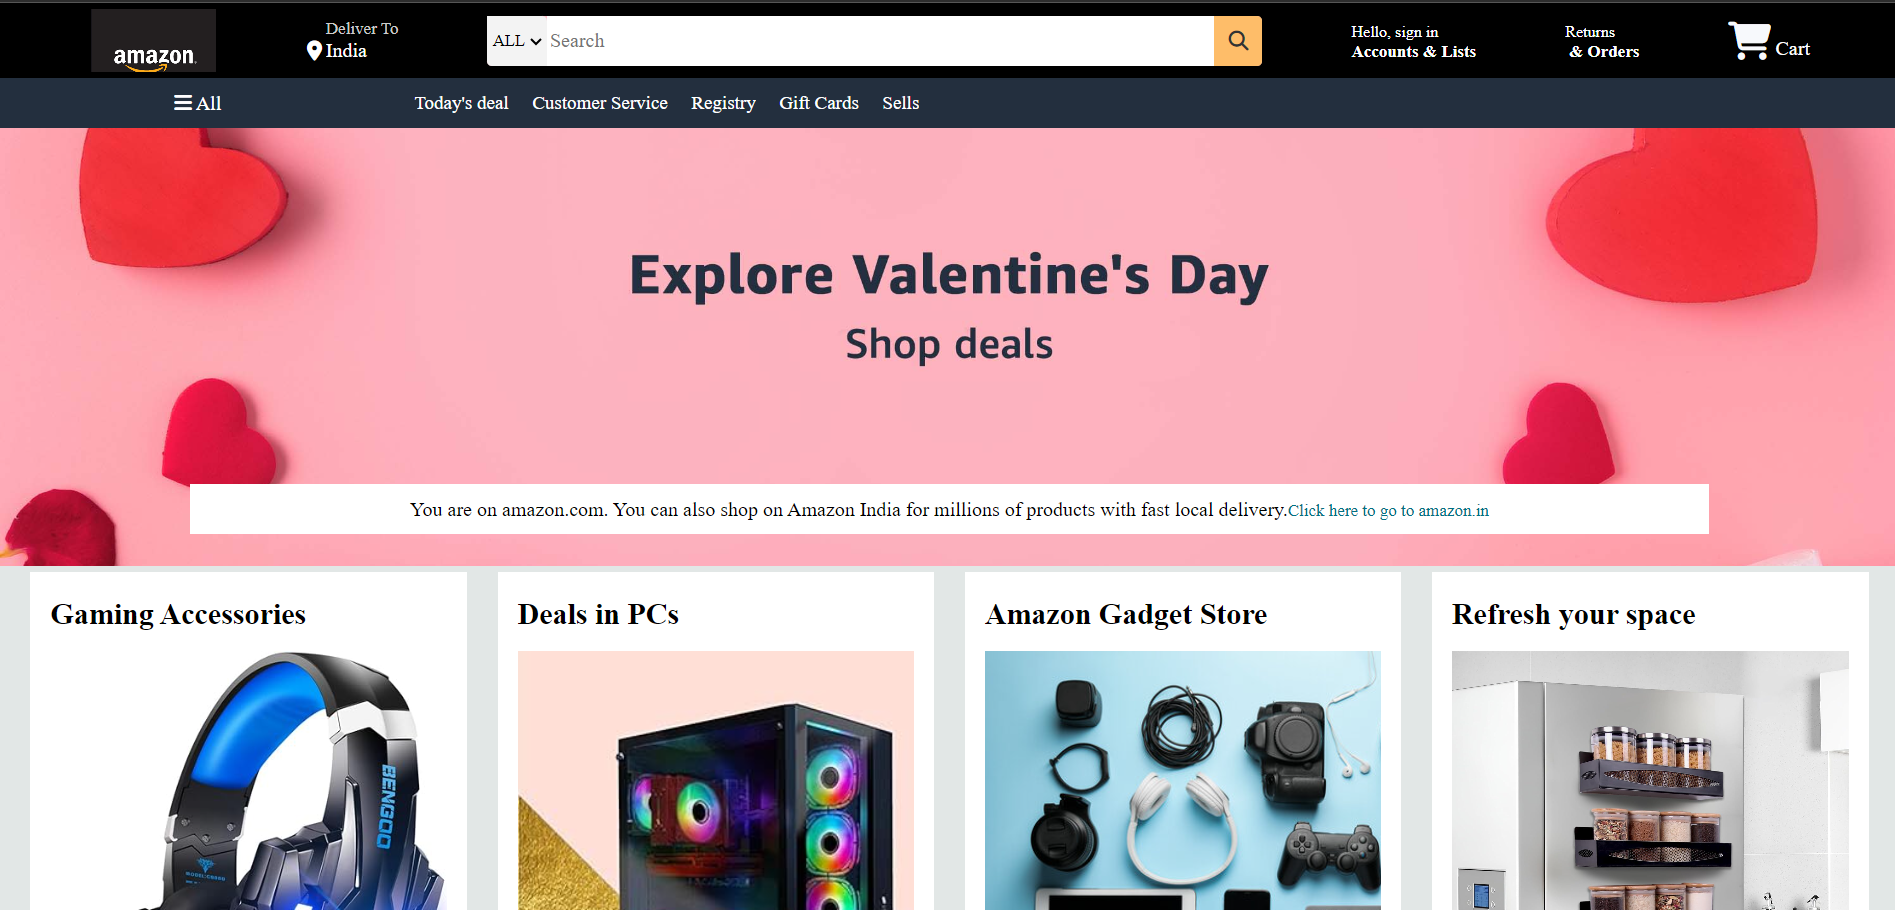 amazon
Deliver To
India
ALL
Search
Hello, sign in
Accounts & Lists
Returns
& Orders
Cart
All
Today's deal
Customer Service
Registry
Gift Cards
Sells
Explore Valentine's Day
Shop deals
You are on amazon.com. You can also shop on Amazon India for millions of products with fast local delivery.Click here to go to amazon.in
Gaming Accessories
Deals in PCs
Amazon Gadget Store
Refresh your space
BENGOO